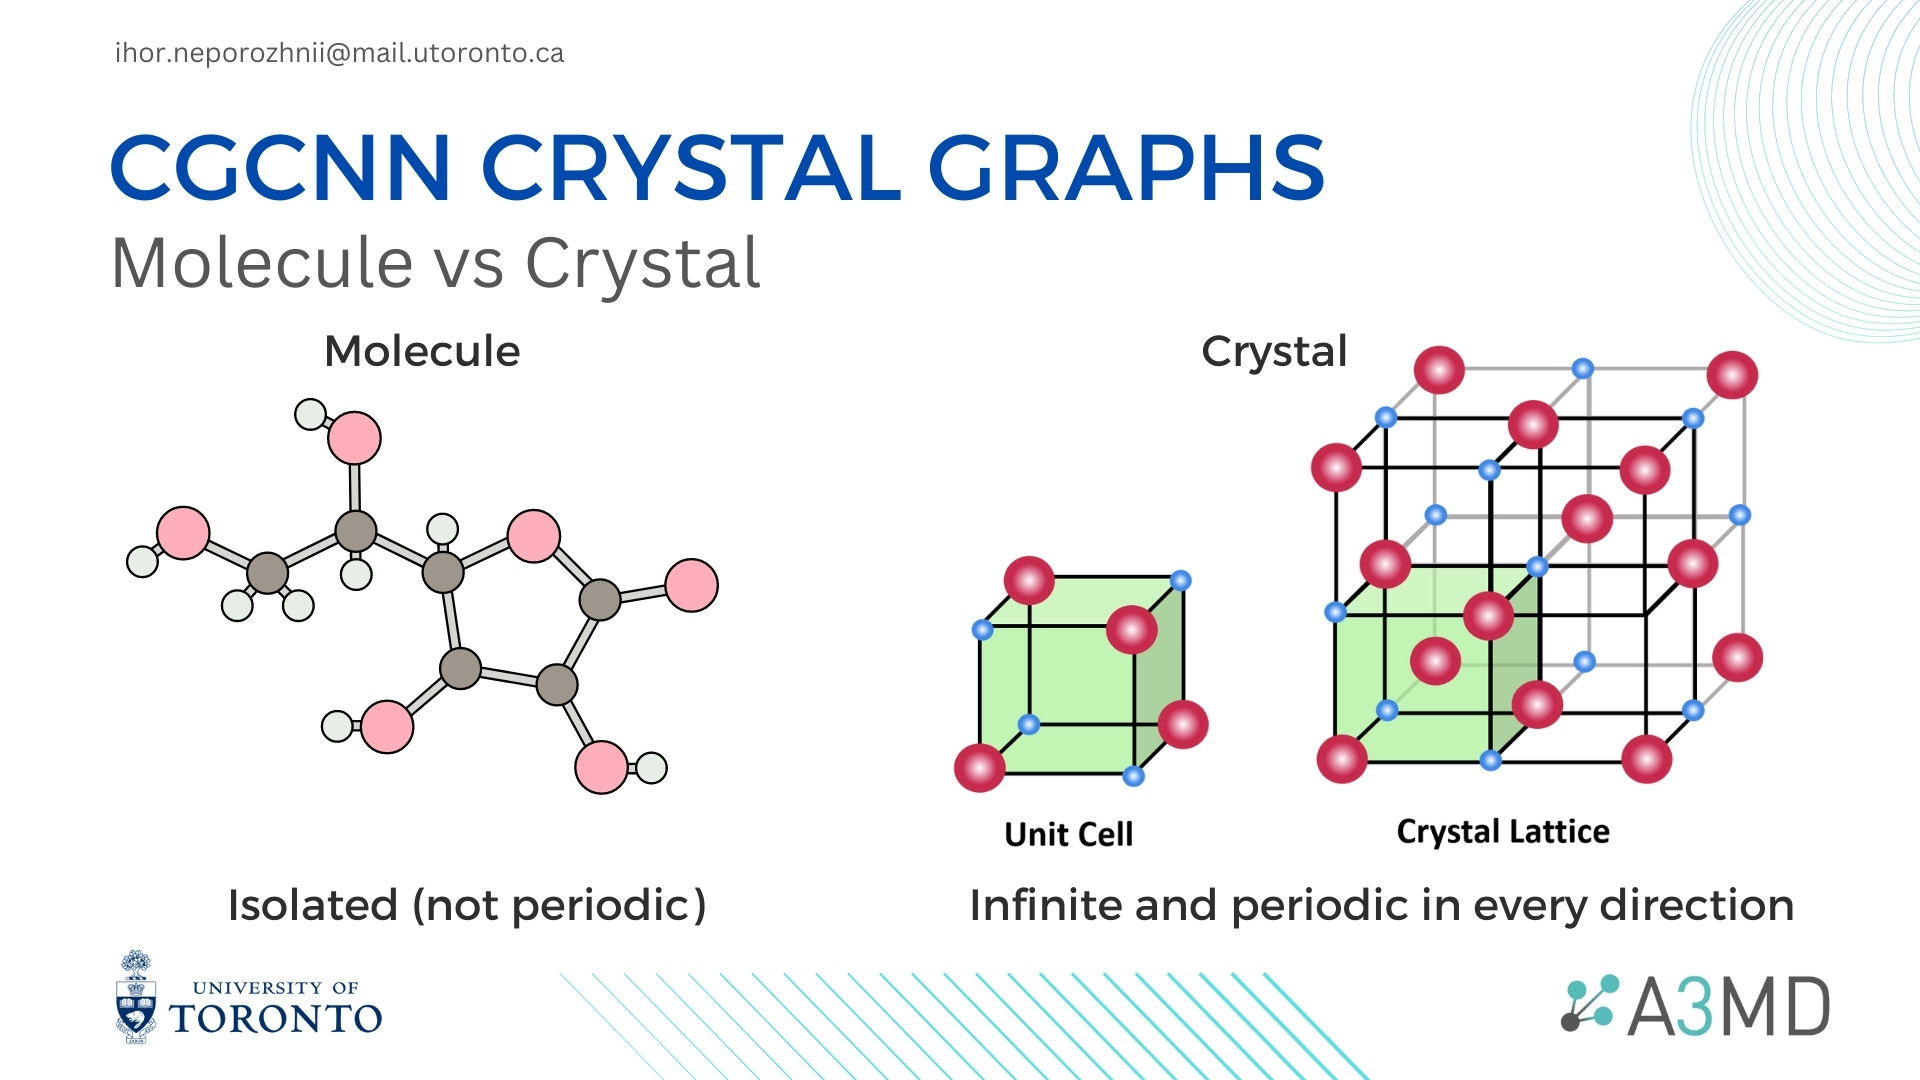 ihor.neporozhnii@mail.utoronto.ca
CGCNN CRYSTAL GRAPHS
Molecule vs Crystal
Molecule
Crystal
Unit Cell
Crystal Lattice
Isolated (not periodic)
Infinite and periodic in every direction
UNIVERSITY OF
TORONTO
A3MD